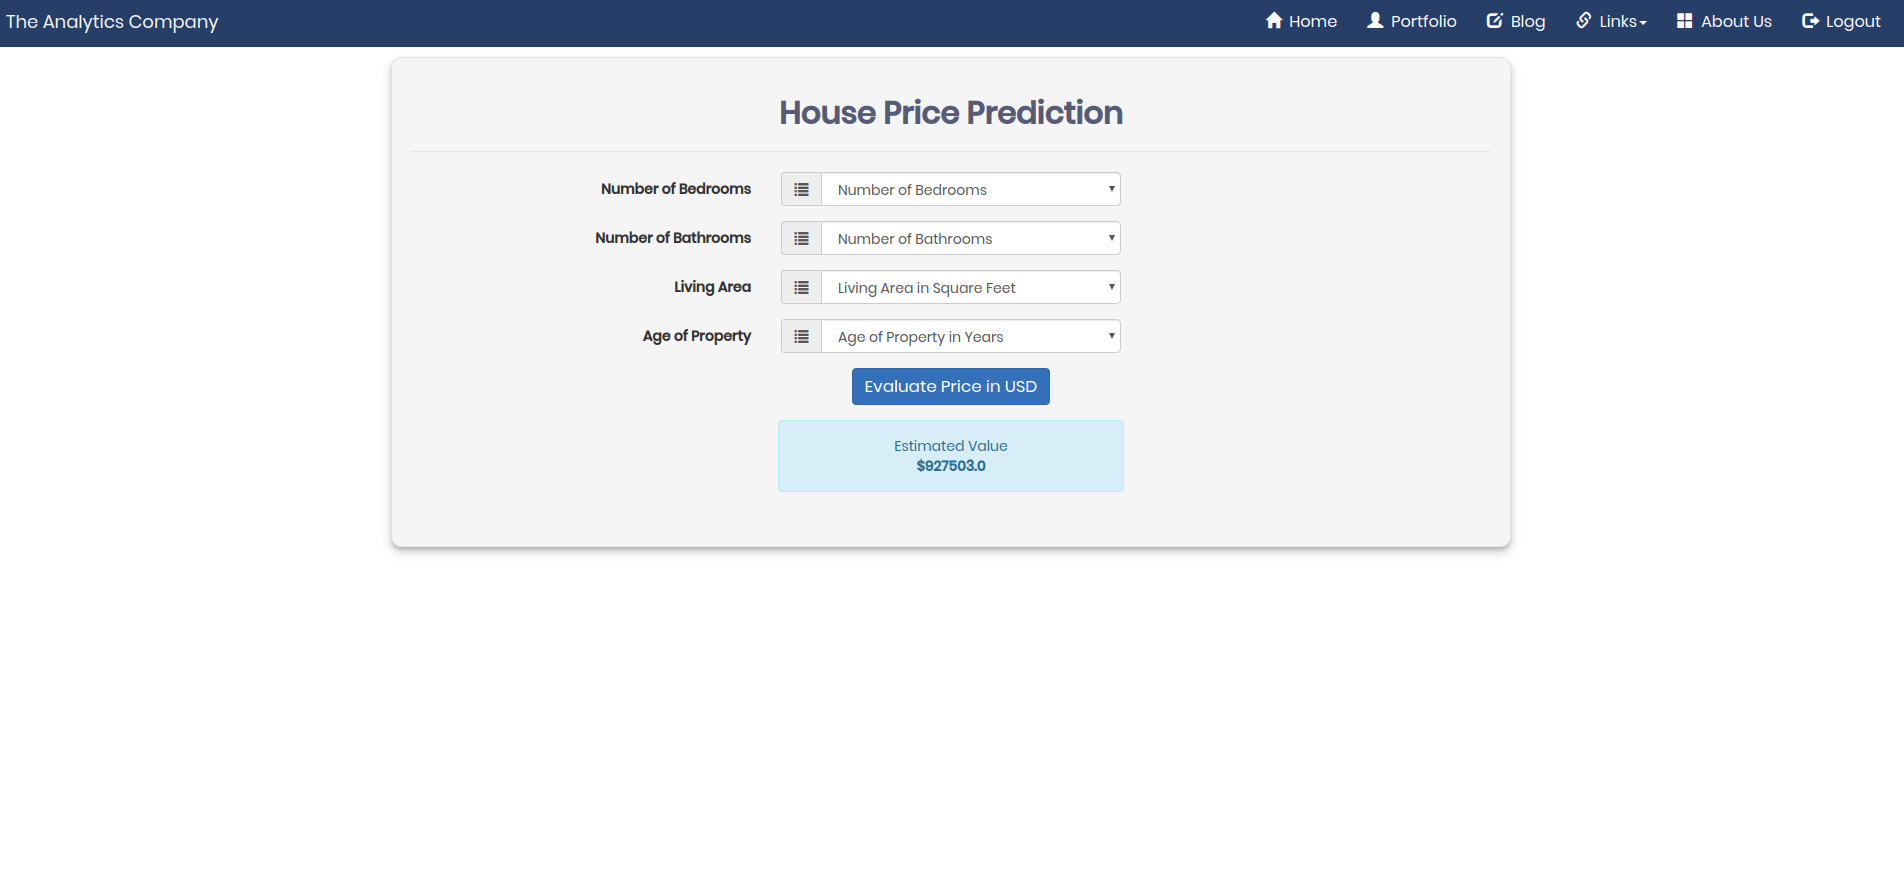 The Analytics Company
Home Portfolio Blog Links About Us Logout
House Price Prediction
Number of Bedrooms Number of Bedrooms
Number of Bathrooms Number of Bathrooms
Living Area Living Area in Square Feet
Age of Property Age of Property in Years
Evaluate Price in USD
Estimated Value
$927503.0